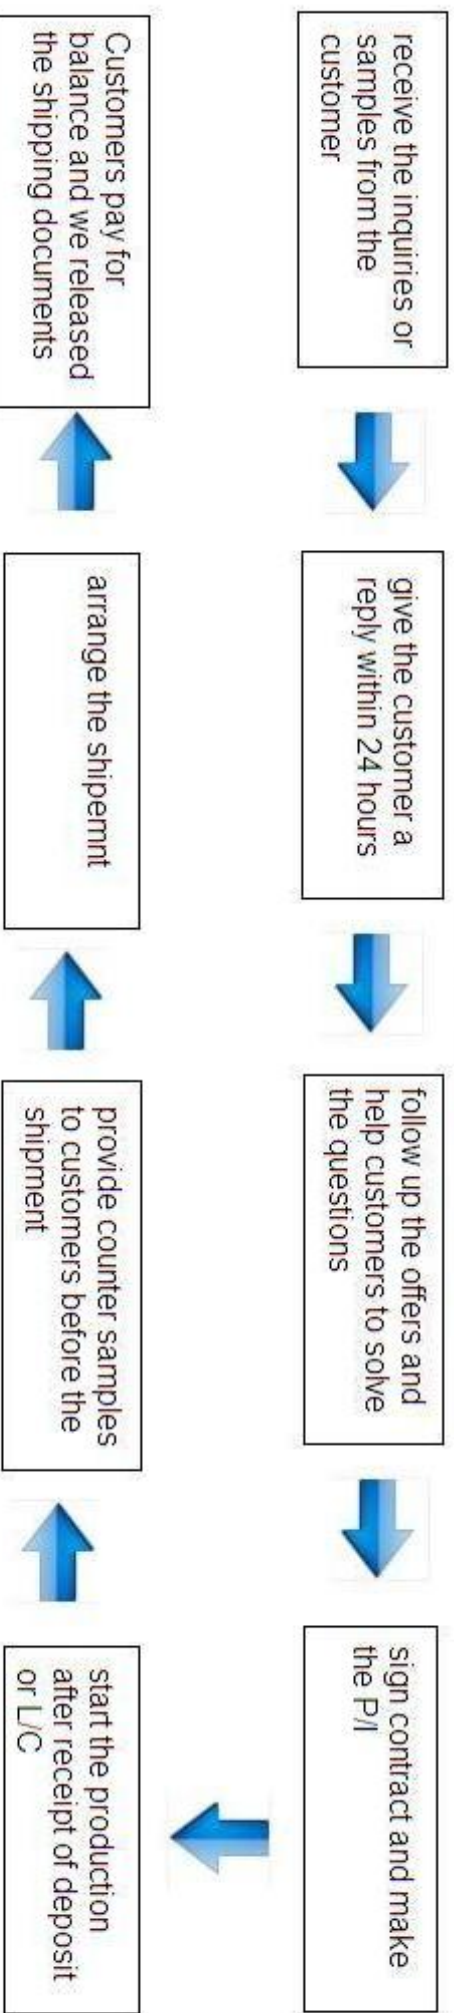 receive the inquiries or
samples from the
customer
give the customer a
reply within 24 hours
follow up the offers and
help customers to solve
the questions
sign contract and make
the P/I
start the production
after receipt of deposit
or L/C
provide counter samples
to customers before the
shipment
arrange the shipemnt
Customers pay for
balance and we released
the shipping documents